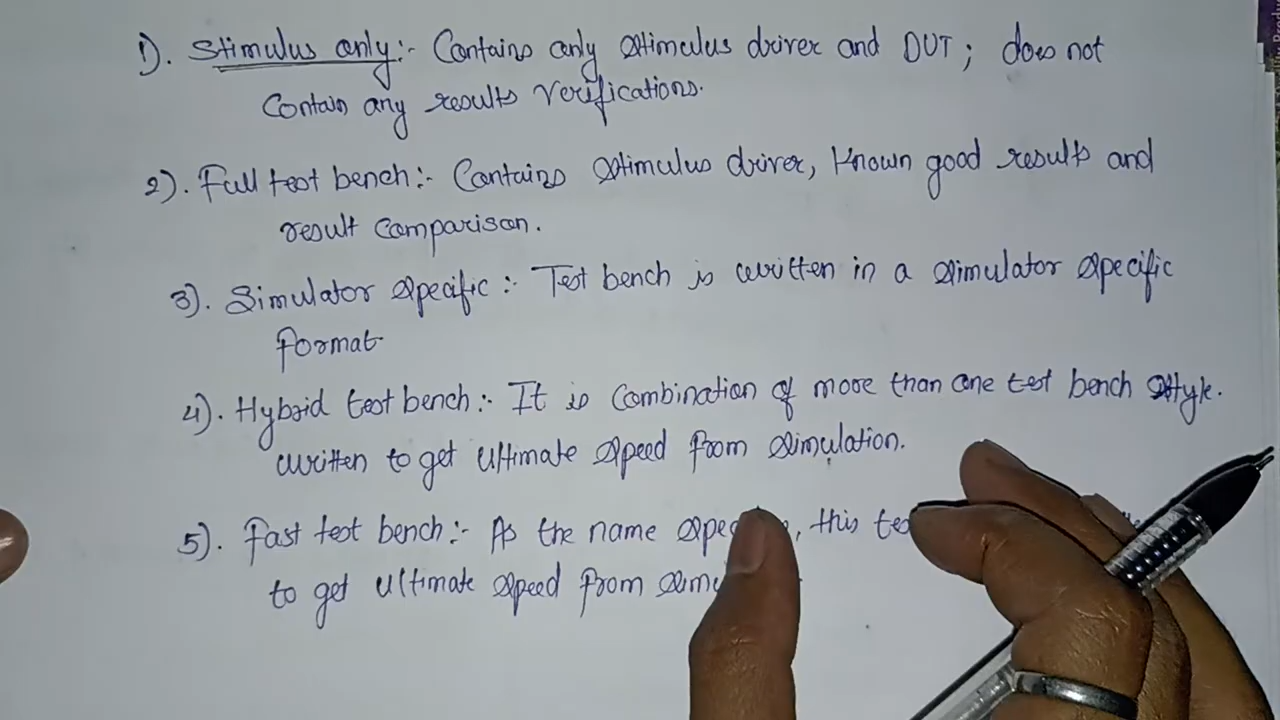 1). Stimulus only:- Contains only stimulus driver and DUT; does not
Contain any results verifications.
2). Full test bench:- Contains stimulus driver, Known good results and
result comparison.
3). Simulator specific:- Test bench is written in a simulator specific
format
4). Hybrid test bench:- It is combination of more than one test bench style.
written to get ultimate speed from simulation.
5). Fast test bench:- As the name , this
to get ultimate speed from